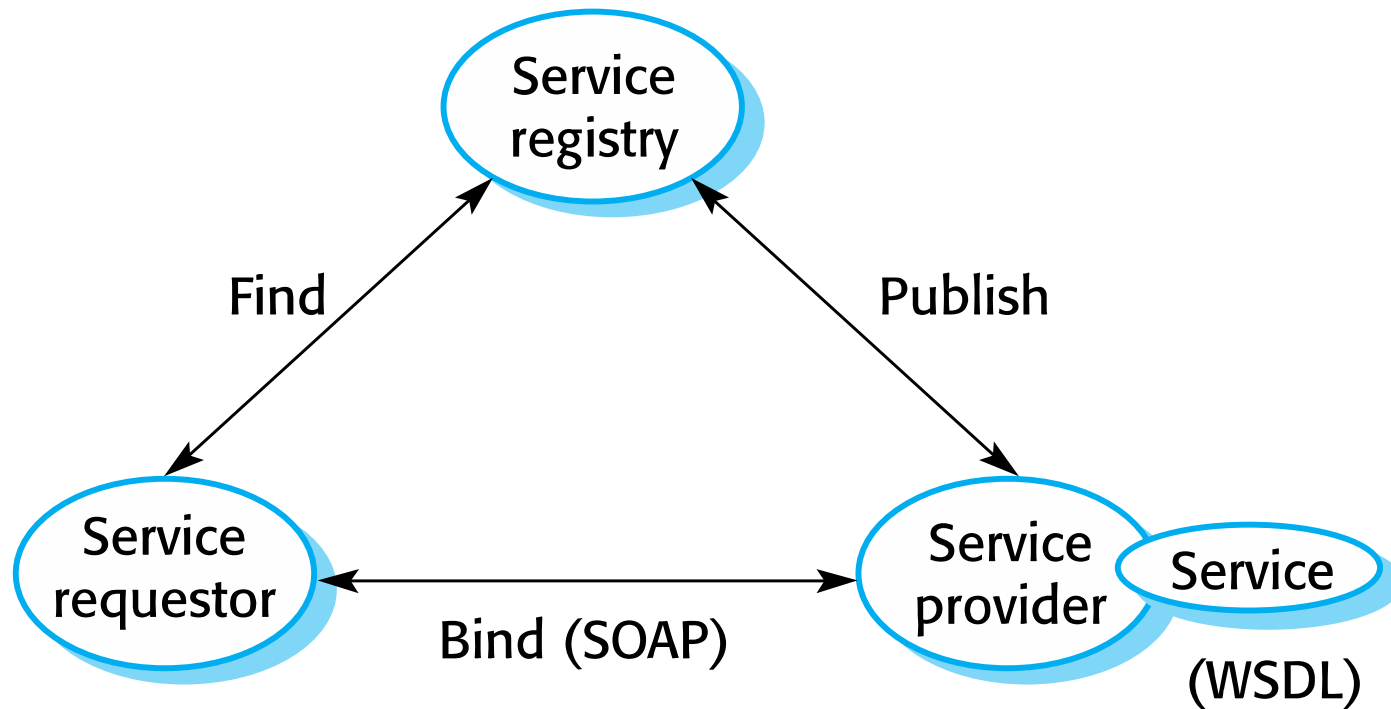 Service
registry
Find
Publish
Service
requestor
Bind (SOAP)
Service
provider
Service
(WSDL)